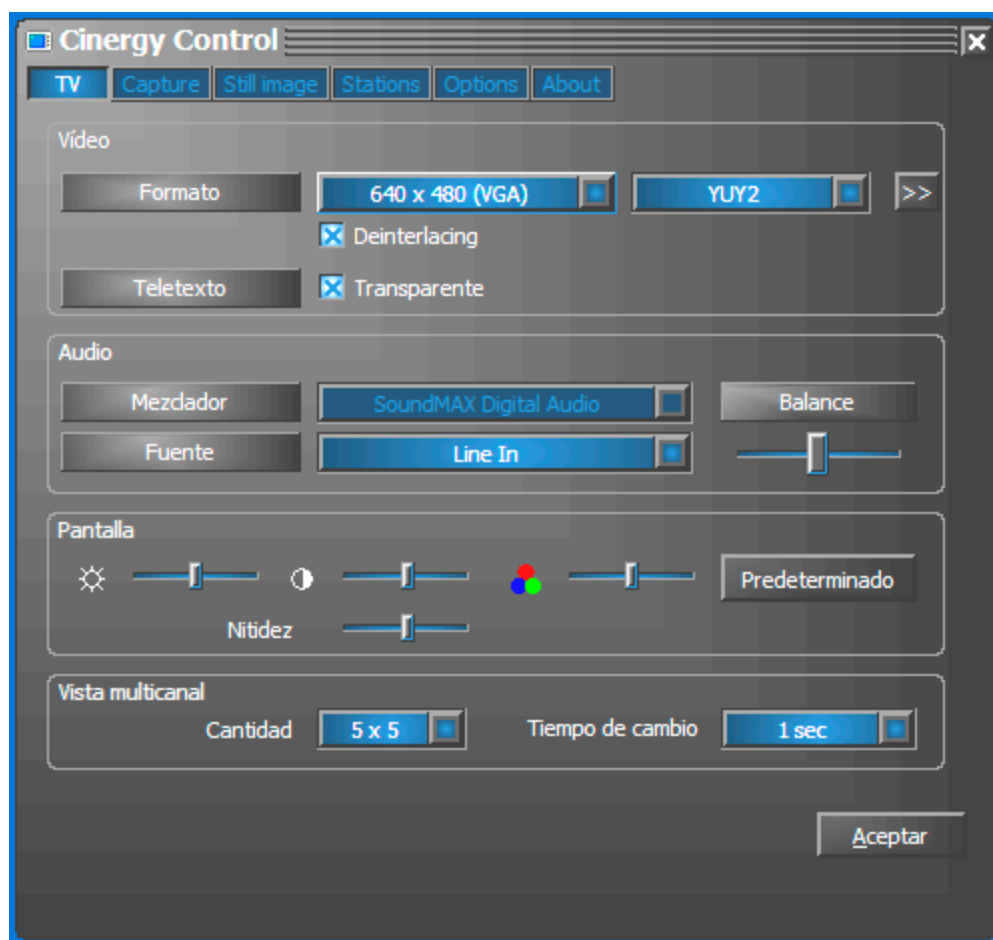 Cinergy Control
TV Capture Still image Stations Options About
Vídeo
Formato 640 x 480 (VGA) YUY2 >>
Deinterlacing
Teletexto Transparente
Audio
Mezclador SoundMAX Digital Audio Balance
Fuente Line In
Pantalla
Predeterminado
Nitidez
Vista multicanal
Cantidad 5 x 5 Tiempo de cambio 1 sec
Aceptar